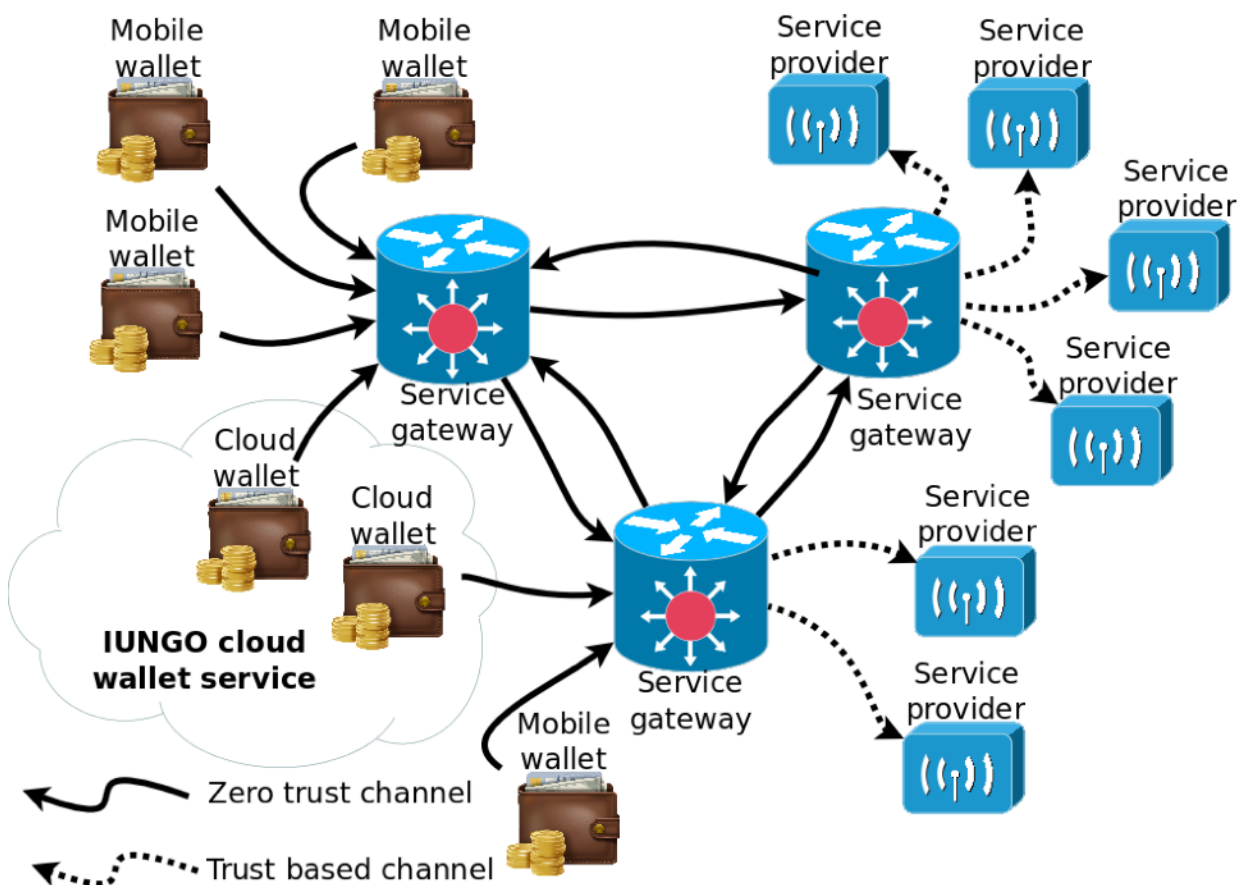 Mobile
wallet
Mobile
wallet
Service
provider
Service
provider
Service
provider
Mobile
wallet
Service
provider
Service
gateway
Service
gateway
Cloud
wallet
Cloud
wallet
Service
provider
IUNGO cloud
wallet service
Service
gateway
Service
provider
Mobile
wallet
Zero trust channel
Trust based channel